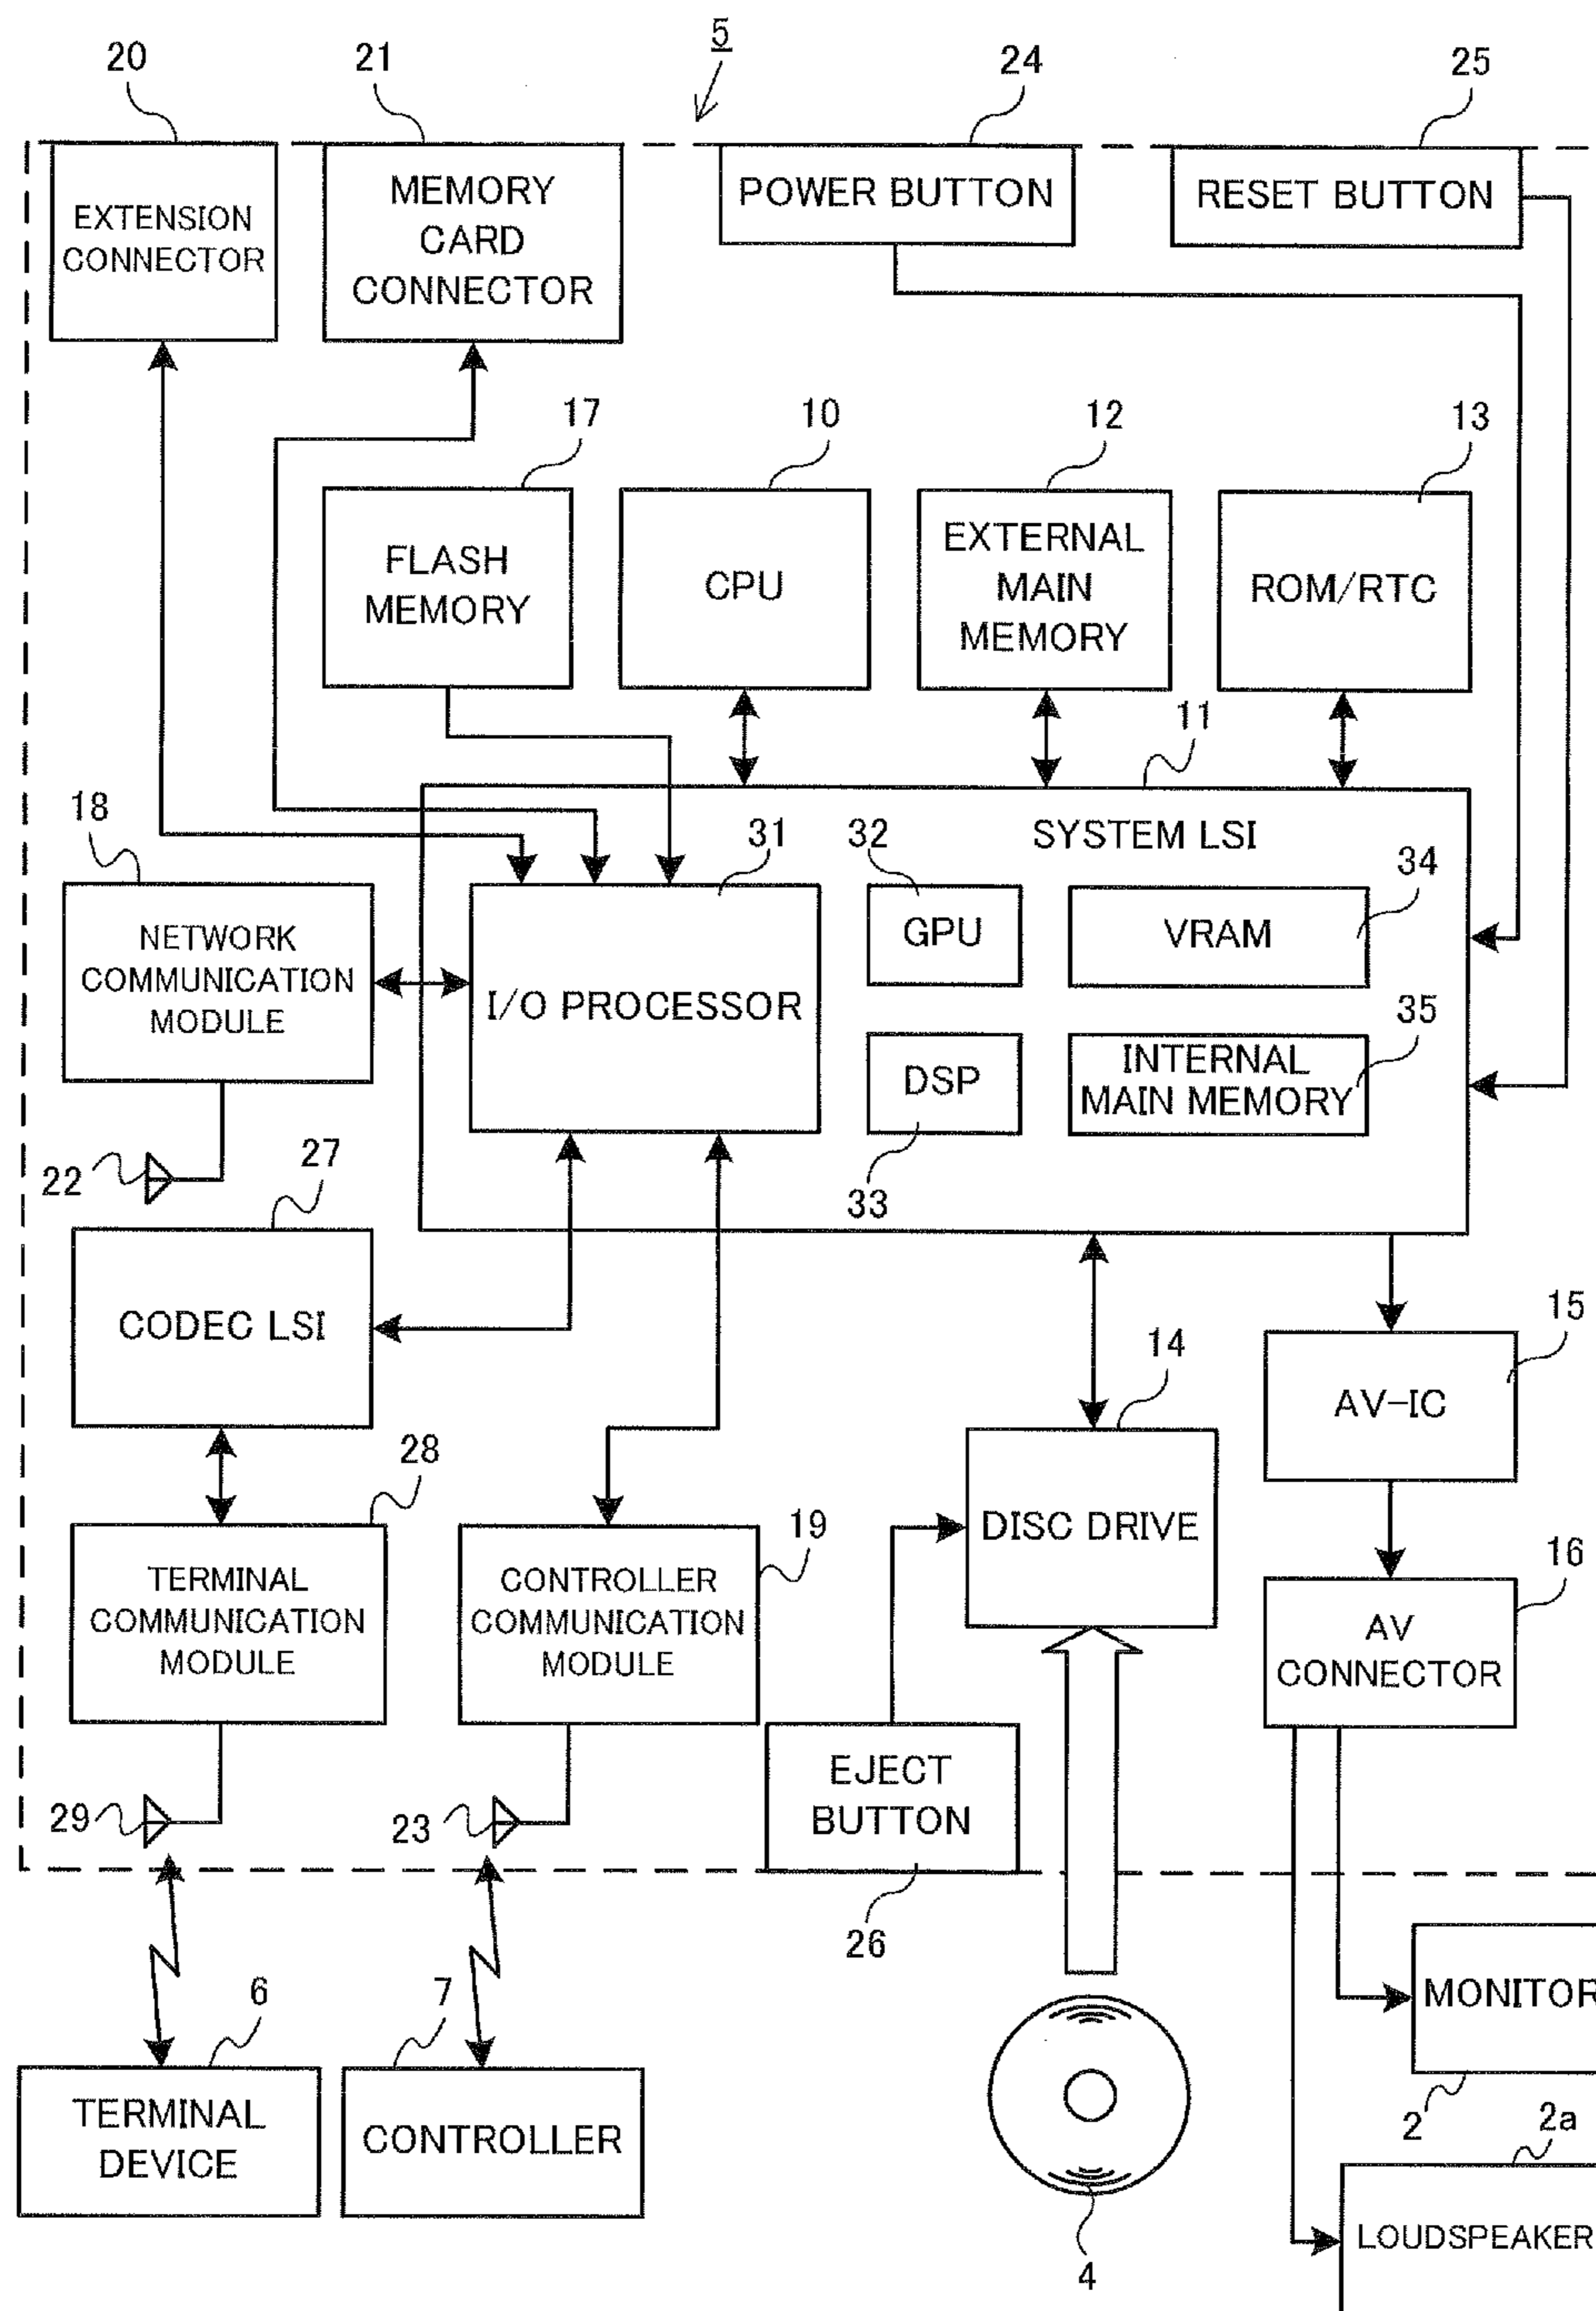 5
20
21
24
25
EXTENSION
CONNECTOR
MEMORY
CARD
CONNECTOR
POWER BUTTON
RESET BUTTON
17
10
12
13
FLASH
MEMORY
CPU
EXTERNAL
MAIN
MEMORY
ROM/RTC
11
SYSTEM LSI
18
31
32
34
NETWORK
COMMUNICATION
MODULE
I/O PROCESSOR
GPU
VRAM
35
DSP
INTERNAL
MAIN MEMORY
22
27
33
CODEC LSI
15
14
AV-IC
28
19
DISC DRIVE
16
TERMINAL
COMMUNICATION
MODULE
CONTROLLER
COMMUNICATION
MODULE
AV
CONNECTOR
29
23
EJECT
BUTTON
26
6
7
MONITOR
2
2a
TERMINAL
DEVICE
CONTROLLER
4
LOUDSPEAKER